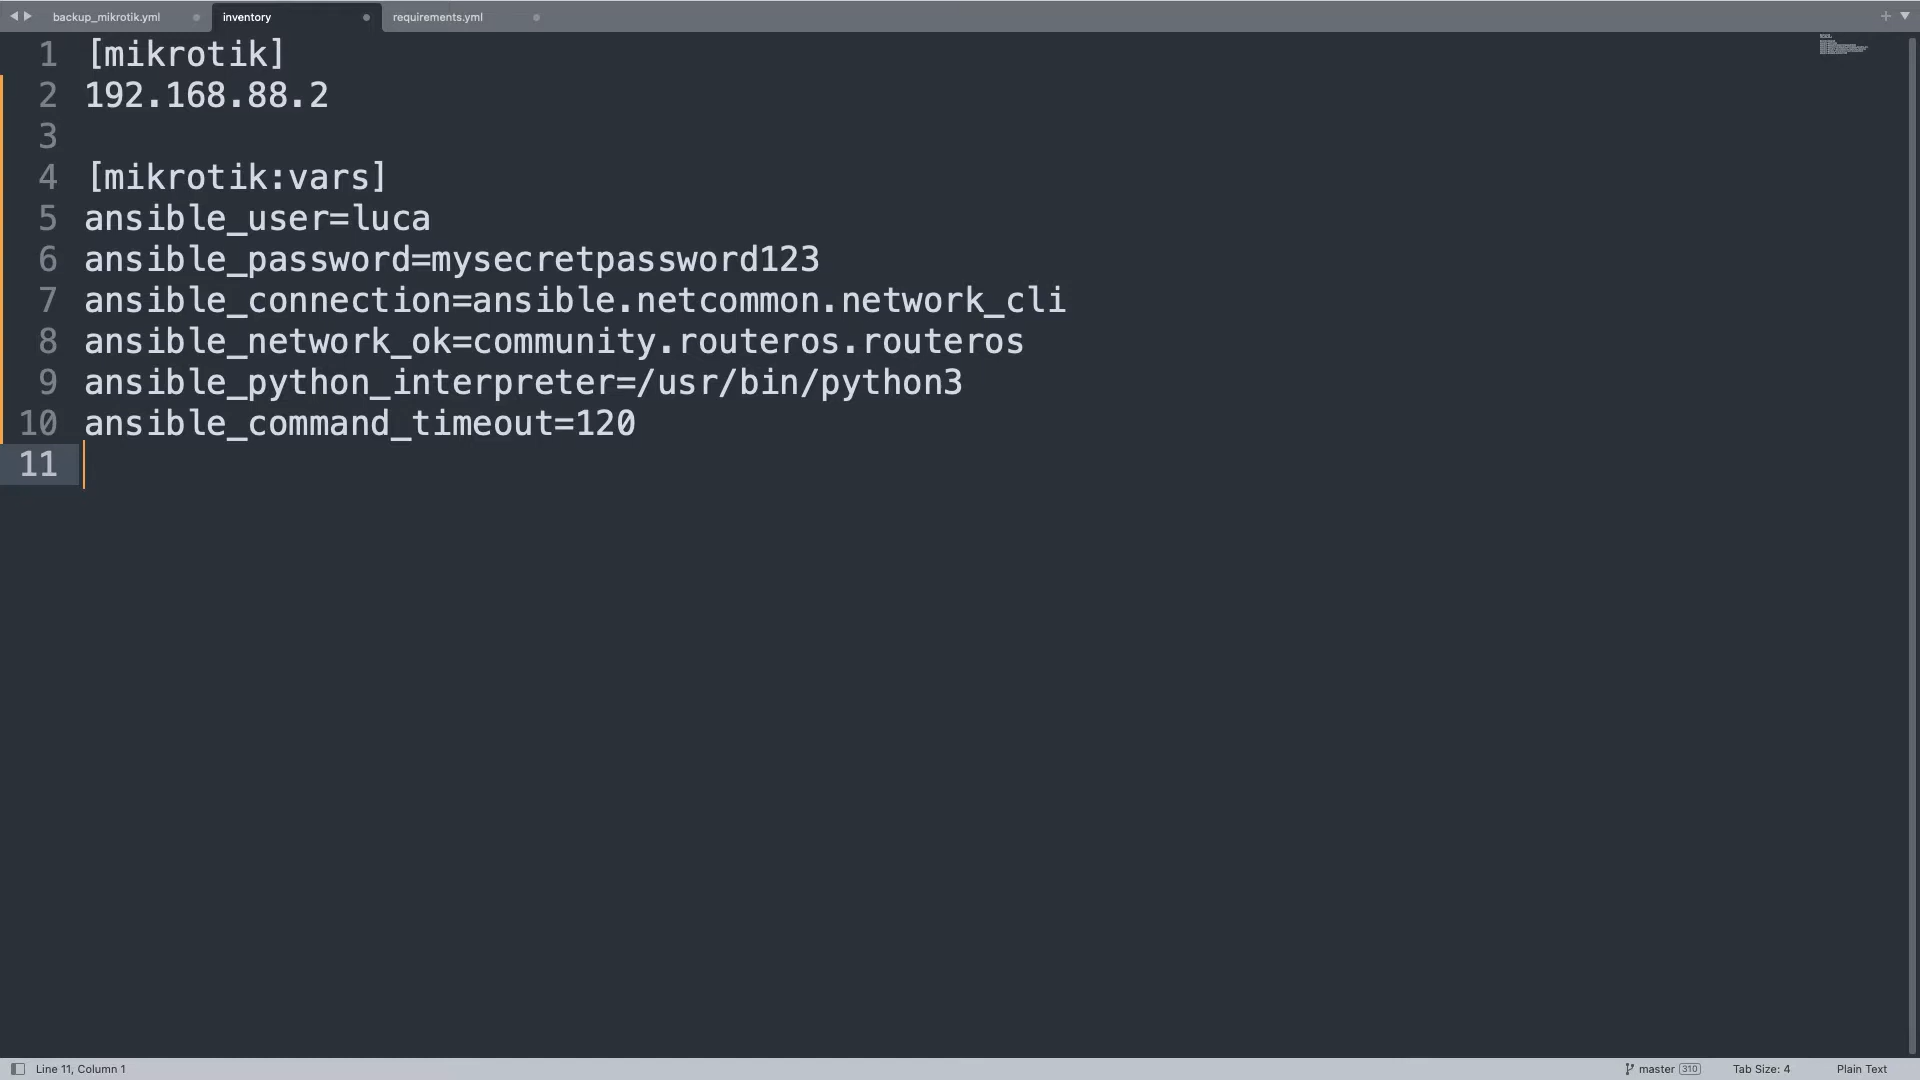 backup_mikrotik.yml inventory requirements.yml
1 [mikrotik]
2 192.168.88.2
3
4 [mikrotik:vars]
5 ansible_user=luca
6 ansible_password=mysecretpassword123
7 ansible_connection=ansible.netcommon.network_cli
8 ansible_network_ok=community.routeros.routeros
9 ansible_python_interpreter=/usr/bin/python3
10 ansible_command_timeout=120
11
Line 11, Column 1 master 310 Tab Size: 4 Plain Text